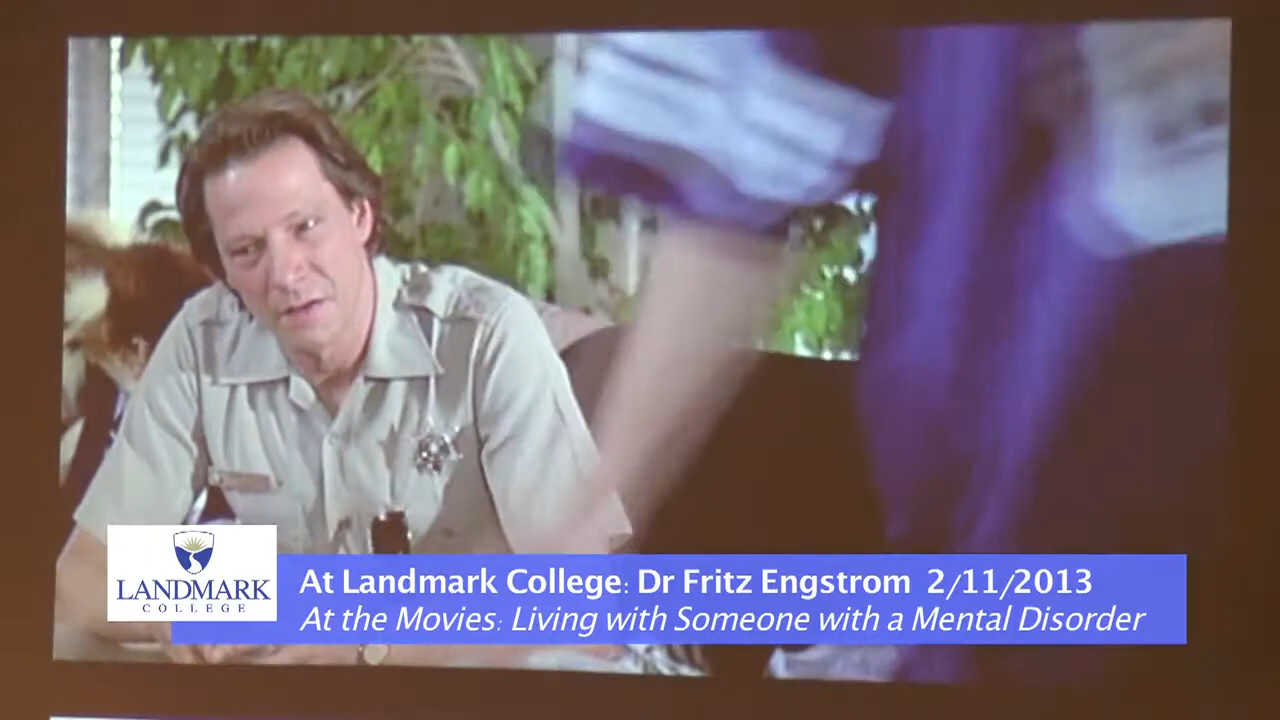 LANDMARK
COLLEGE
At Landmark College: Dr Fritz Engstrom 2/11/2013
At the Movies: Living with Someone with a Mental Disorder